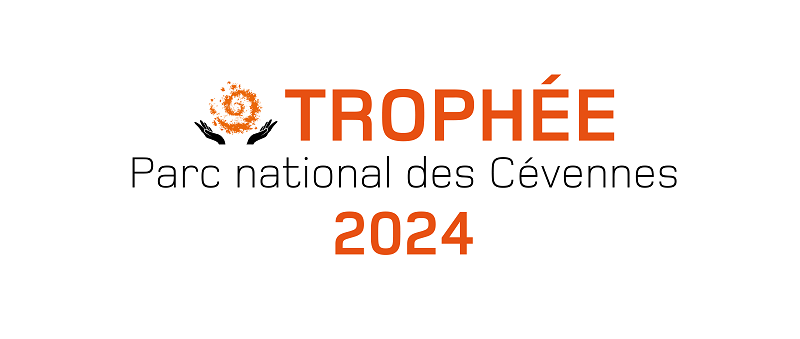 TROPHÉE
Parc national des Cévennes
2024